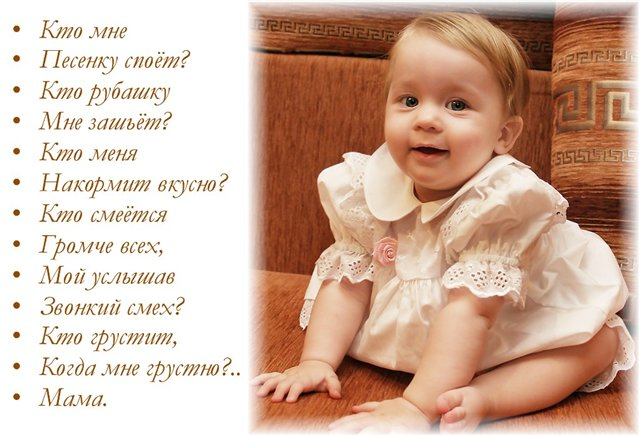 • Кто мне
• Песенку споёт?
• Кто рубашку
• Мне зашьёт?
• Кто меня
• Накормит вкусно?
• Кто смеётся
• Громче всех,
• Мой услышав
• Звонкий смех?
• Кто грустит,
• Когда мне грустно?..
• Мама.